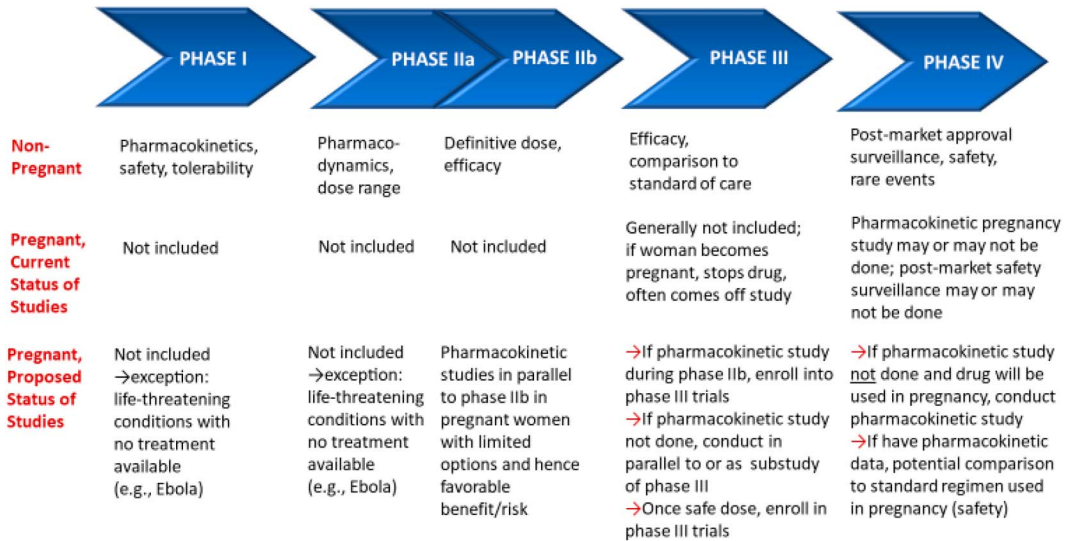 PHASE I
PHASE IIa
PHASE IIb
PHASE III
PHASE IV
Non-
Pregnant
Pharmacokinetics,
safety, tolerability
Pharmaco-
dynamics,
dose range
Definitive dose,
efficacy
Efficacy,
comparison to
standard of care
Post-market approval
surveillance, safety,
rare events
Pregnant,
Current
Status of
Studies
Not included
Not included
Not included
Generally not included;
if woman becomes
pregnant, stops drug,
often comes off study
Pharmacokinetic pregnancy
study may or may not be
done; post-market safety
surveillance may or may
not be done
Pregnant,
Proposed
Status of
Studies
Not included
→exception:
life-threatening
conditions with
no treatment
available
(e.g., Ebola)
Not included
→exception:
life-threatening
conditions with
no treatment
available
(e.g., Ebola)
Pharmacokinetic
studies in parallel
to phase IIb in
pregnant women
with limited
options and hence
favorable
benefit/risk
→If pharmacokinetic study
during phase IIb, enroll into
phase III trials
→If pharmacokinetic study
not done, conduct in
parallel to or as substudy
of phase III
→Once safe dose, enroll in
phase III trials
→If pharmacokinetic study
not done and drug will be
used in pregnancy, conduct
pharmacokinetic study
→If have pharmacokinetic
data, potential comparison
to standard regimen used
in pregnancy (safety)